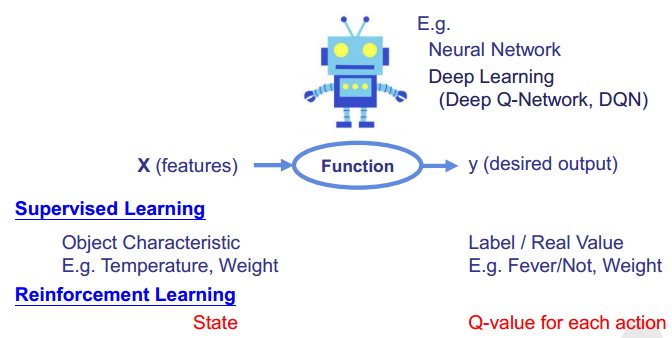 E.g.
Neural Network
Deep Learning
(Deep Q-Network, DQN)
X (features)
Function
y (desired output)
Supervised Learning
Object Characteristic
Label / Real Value
E.g. Temperature, Weight
E.g. Fever/Not, Weight
Reinforcement Learning
State
Q-value for each action